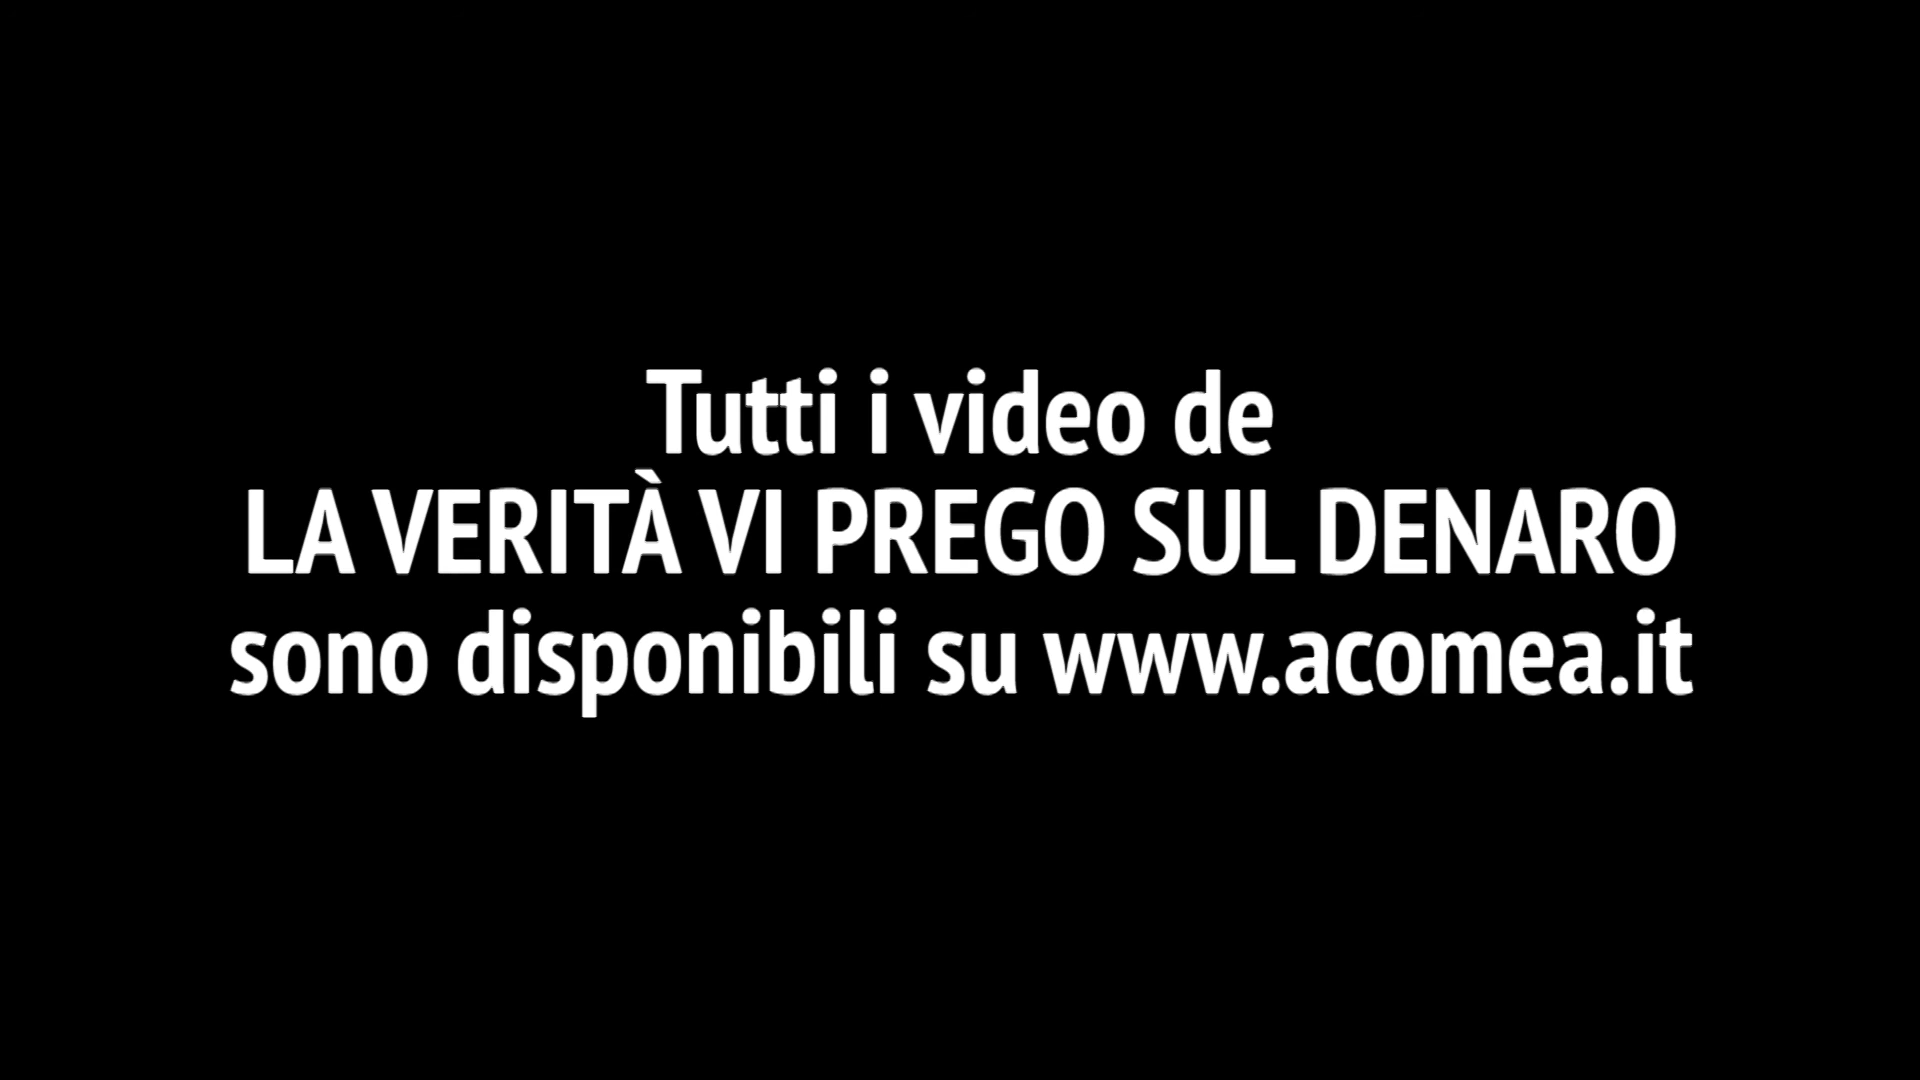 Tutti i video de
LA VERITÀ VI PREGO SUL DENARO
sono disponibili su www.acomea.it